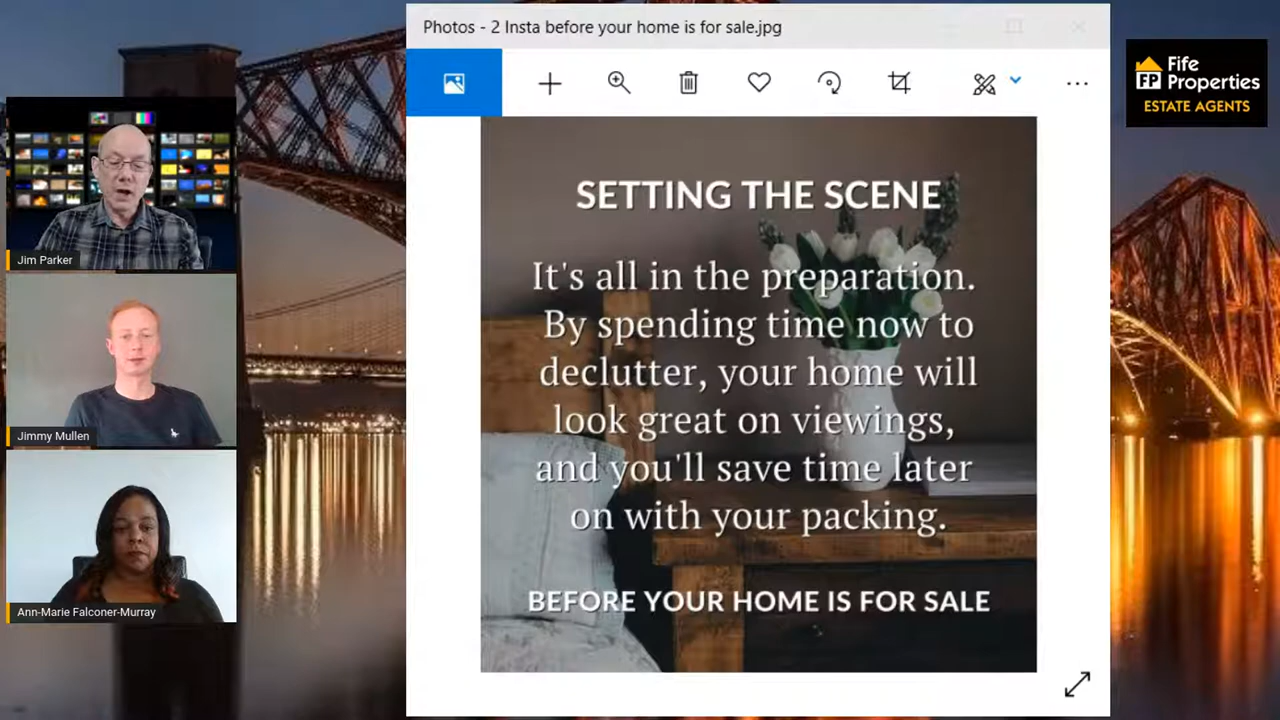 Photos - 2 Insta before your home is for sale.jpg
Fife
Properties
FP
ESTATE AGENTS
Jim Parker
Jimmy Mullen
Ann-Marie Falconer-Murray
SETTING THE SCENE
It's all in the preparation.
By spending time now to
declutter, your home will
look great on viewings,
and you'll save time later
on with your packing.
BEFORE YOUR HOME IS FOR SALE